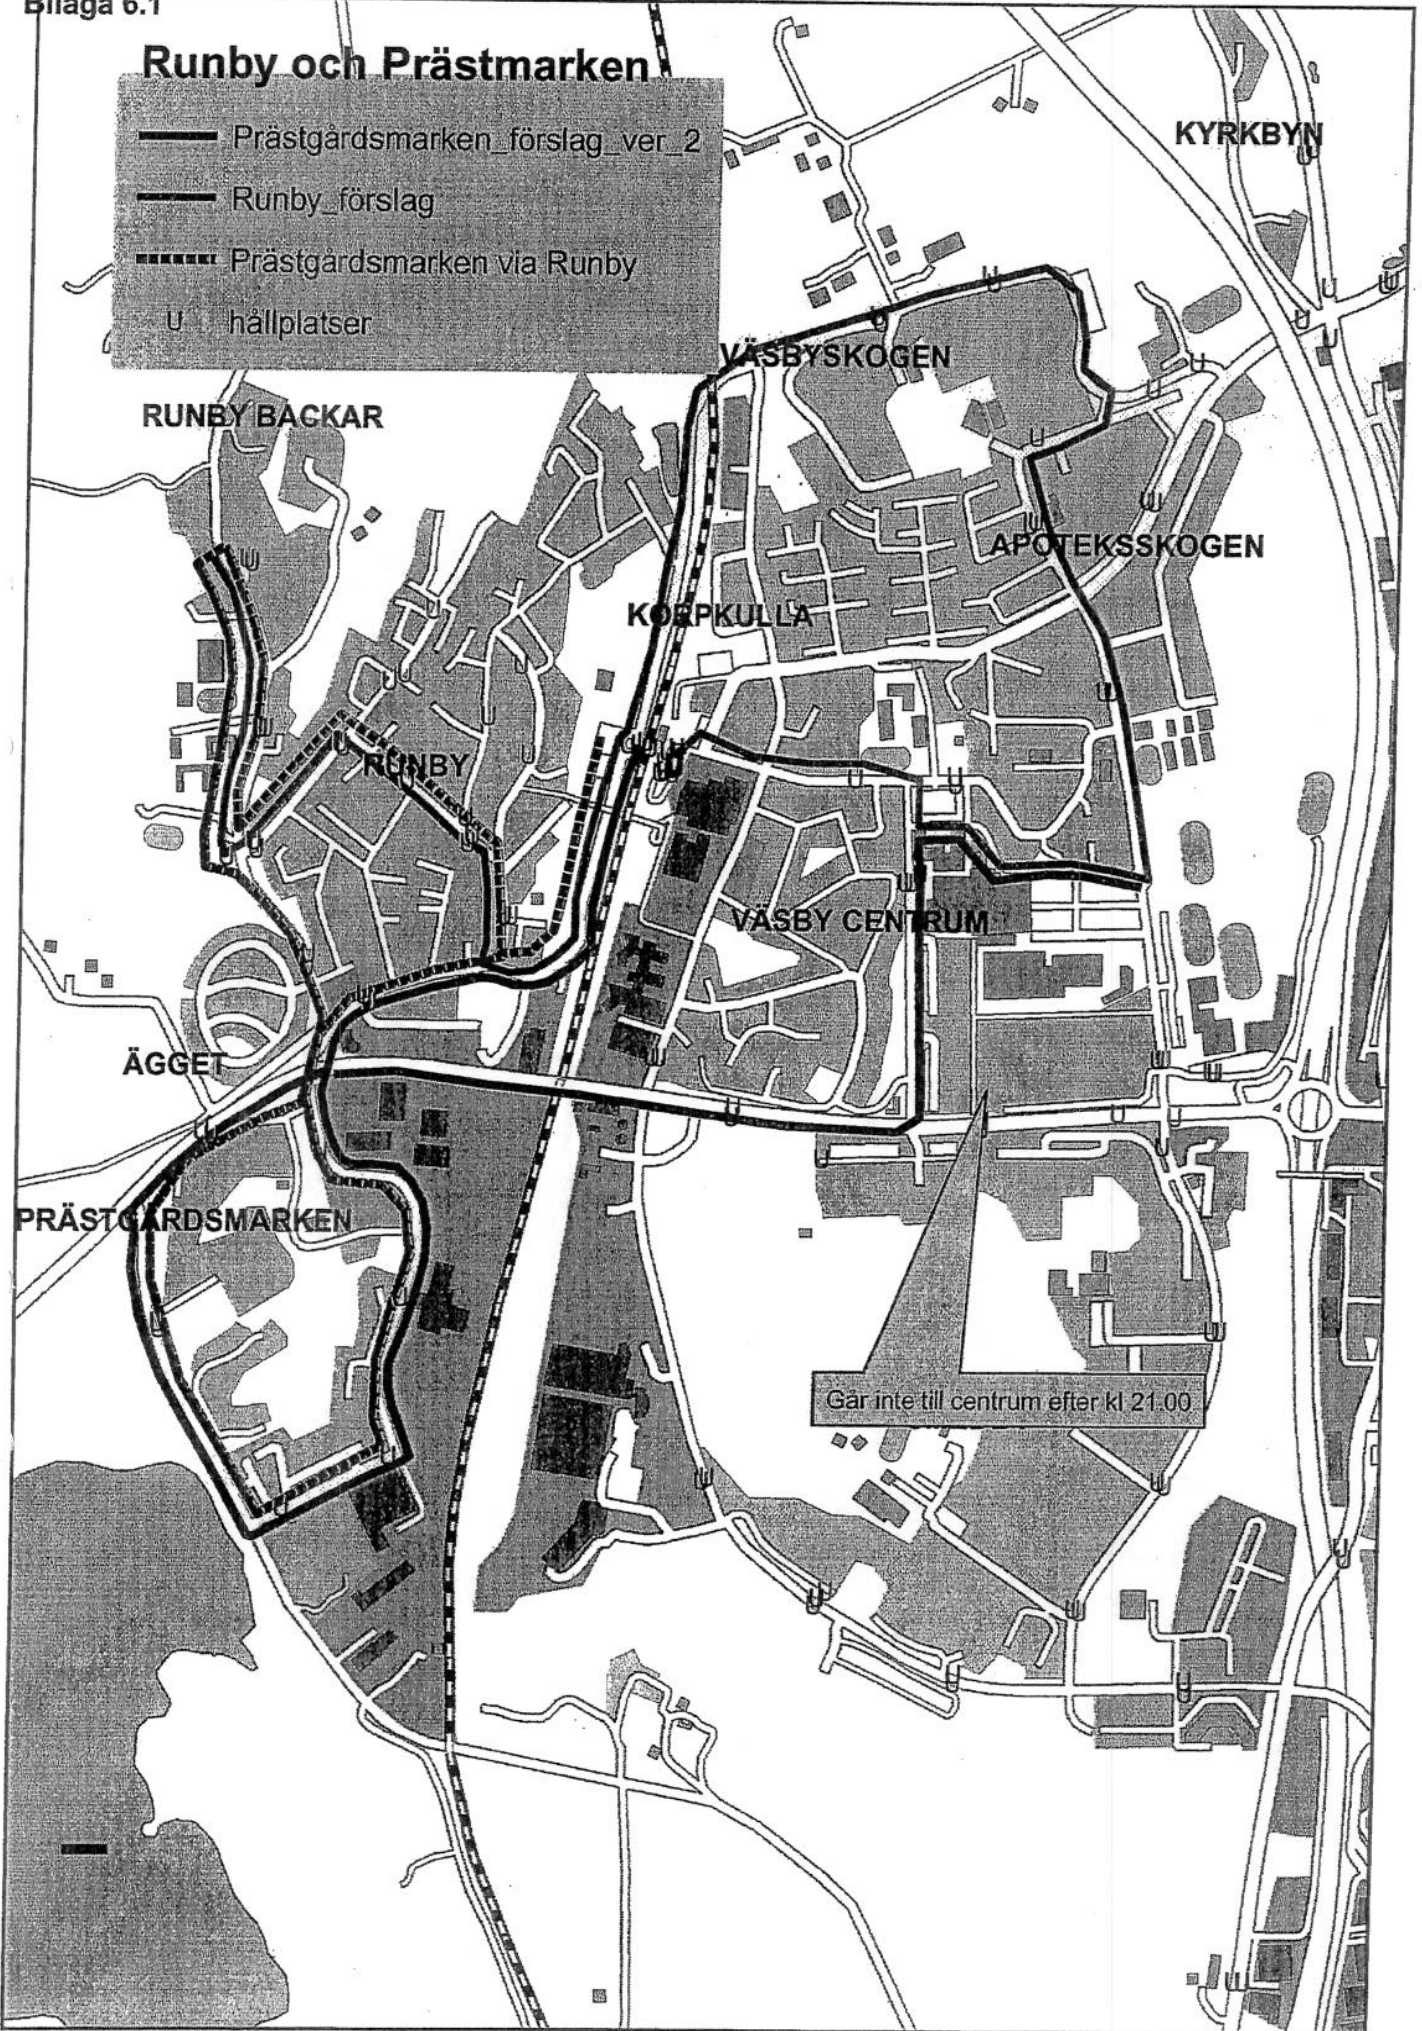 Bilaga 6.1
Runby och Prästmarken
Prästgårdsmarken_förslag_ver_2
Runby_förslag
Prästgårdsmarken via Runby
U hållplatser
KYRKBYN
VÄSBYSKOGEN
RUNBY BACKAR
APOTEKSSKOGEN
KORPKULLA
RUNBY
VÄSBY CENTRUM
ÄGGET
PRÄSTGÅRDSMARKEN
Går inte till centrum efter kl 21.00